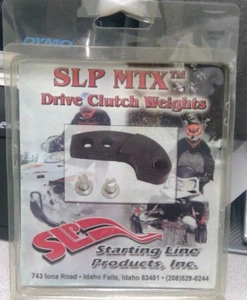 DYMO
SLP MTX™
Drive Clutch Weights
SLP
Starting Line
Products, Inc.
743 Iona Road • Idaho Falls, Idaho 83401 • (208)529-0244